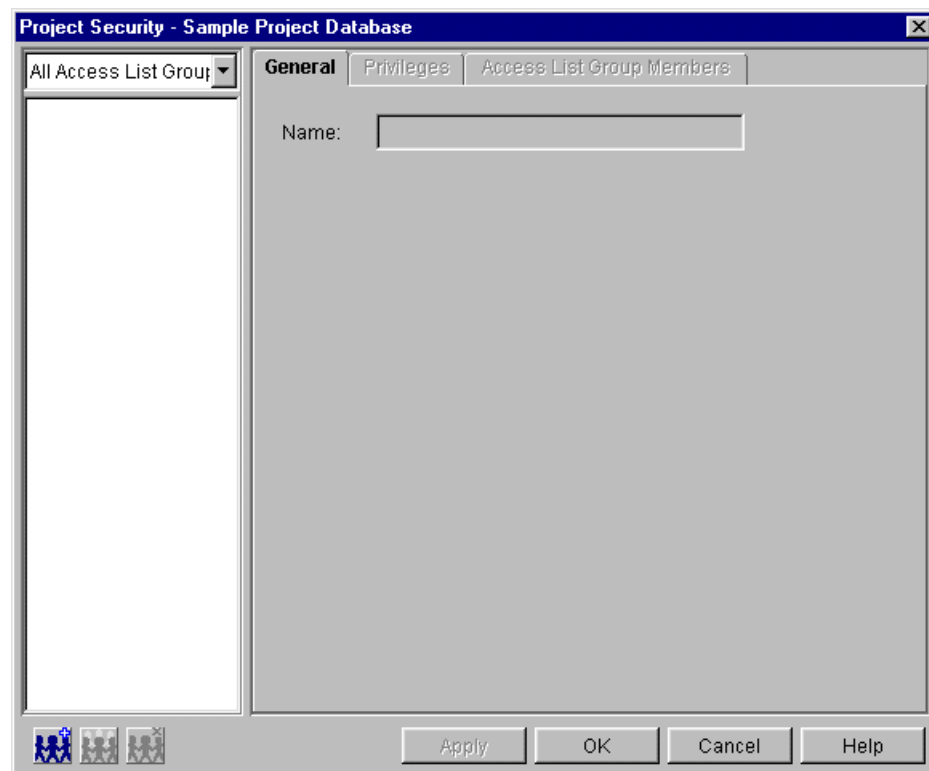 Project Security - Sample Project Database
All Access List Group
General
Privileges
Access List Group Members
Name:
Apply
OK
Cancel
Help